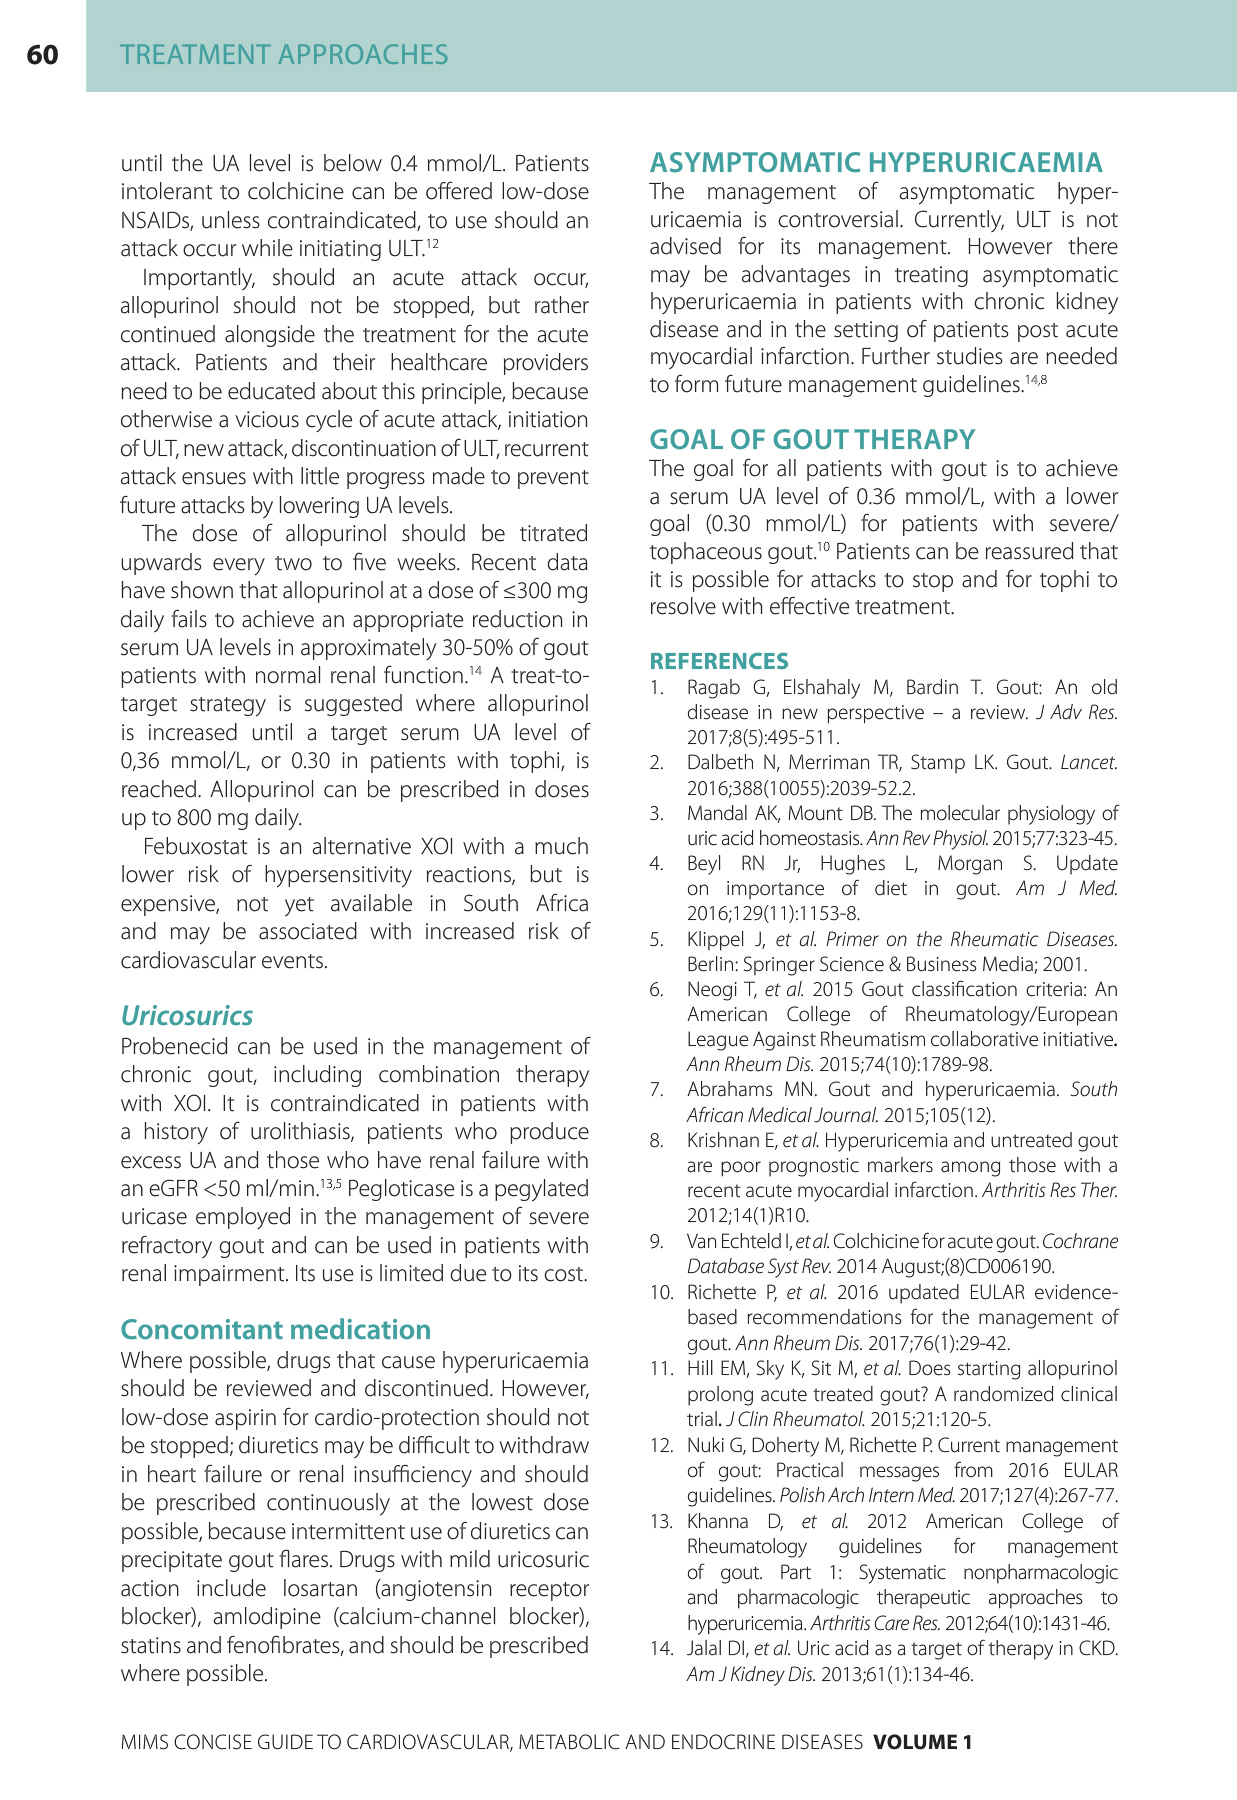 60
TREATMENT APPROACHES
until the UA level is below 0.4 mmol/L. Patients
intolerant to colchicine can be offered low-dose
NSAIDs, unless contraindicated, to use should an
attack occur while initiating ULT.12
Importantly, should an acute attack occur,
allopurinol should not be stopped, but rather
continued alongside the treatment for the acute
attack. Patients and their healthcare providers
need to be educated about this principle, because
otherwise a vicious cycle of acute attack, initiation
of ULT, new attack, discontinuation of ULT, recurrent
attack ensues with little progress made to prevent
future attacks by lowering UA levels.
The dose of allopurinol should be titrated
upwards every two to five weeks. Recent data
have shown that allopurinol at a dose of ≤300 mg
daily fails to achieve an appropriate reduction in
serum UA levels in approximately 30-50% of gout
patients with normal renal function.14 A treat-to-
target strategy is suggested where allopurinol
is increased until a target serum UA level of
0,36 mmol/L, or 0.30 in patients with tophi, is
reached. Allopurinol can be prescribed in doses
up to 800 mg daily.
Febuxostat is an alternative XOI with a much
lower risk of hypersensitivity reactions, but is
expensive, not yet available in South Africa
and may be associated with increased risk of
cardiovascular events.
Uricosurics
Probenecid can be used in the management of
chronic gout, including combination therapy
with XOI. It is contraindicated in patients with
a history of urolithiasis, patients who produce
excess UA and those who have renal failure with
an eGFR <50 ml/min.13,5 Pegloticase is a pegylated
uricase employed in the management of severe
refractory gout and can be used in patients with
renal impairment. Its use is limited due to its cost.
Concomitant medication
Where possible, drugs that cause hyperuricaemia
should be reviewed and discontinued. However,
low-dose aspirin for cardio-protection should not
be stopped; diuretics may be difficult to withdraw
in heart failure or renal insufficiency and should
be prescribed continuously at the lowest dose
possible, because intermittent use of diuretics can
precipitate gout flares. Drugs with mild uricosuric
action include losartan (angiotensin receptor
blocker), amlodipine (calcium-channel blocker),
statins and fenofibrates, and should be prescribed
where possible.
ASYMPTOMATIC HYPERURICAEMIA
The management of asymptomatic hyper-
uricaemia is controversial. Currently, ULT is not
advised for its management. However there
may be advantages in treating asymptomatic
hyperuricaemia in patients with chronic kidney
disease and in the setting of patients post acute
myocardial infarction. Further studies are needed
to form future management guidelines.14,8
GOAL OF GOUT THERAPY
The goal for all patients with gout is to achieve
a serum UA level of 0.36 mmol/L, with a lower
goal (0.30 mmol/L) for patients with severe/
tophaceous gout.10 Patients can be reassured that
it is possible for attacks to stop and for tophi to
resolve with effective treatment.
REFERENCES
1. Ragab G, Elshahaly M, Bardin T. Gout: An old
disease in new perspective – a review. J Adv Res.
2017;8(5):495-511.
2. Dalbeth N, Merriman TR, Stamp LK. Gout. Lancet.
2016;388(10055):2039-52.2.
3. Mandal AK, Mount DB. The molecular physiology of
uric acid homeostasis. Ann Rev Physiol. 2015;77:323-45.
4. Beyl RN Jr, Hughes L, Morgan S. Update
on importance of diet in gout. Am J Med.
2016;129(11):1153-8.
5. Klippel J, et al. Primer on the Rheumatic Diseases.
Berlin: Springer Science & Business Media; 2001.
6. Neogi T, et al. 2015 Gout classification criteria: An
American College of Rheumatology/European
League Against Rheumatism collaborative initiative.
Ann Rheum Dis. 2015;74(10):1789-98.
7. Abrahams MN. Gout and hyperuricaemia. South
African Medical Journal. 2015;105(12).
8. Krishnan E, et al. Hyperuricemia and untreated gout
are poor prognostic markers among those with a
recent acute myocardial infarction. Arthritis Res Ther.
2012;14(1)R10.
9. Van Echteld I, et al. Colchicine for acute gout. Cochrane
Database Syst Rev. 2014 August;(8)CD006190.
10. Richette P, et al. 2016 updated EULAR evidence-
based recommendations for the management of
gout. Ann Rheum Dis. 2017;76(1):29-42.
11. Hill EM, Sky K, Sit M, et al. Does starting allopurinol
prolong acute treated gout? A randomized clinical
trial. J Clin Rheumatol. 2015;21:120-5.
12. Nuki G, Doherty M, Richette P. Current management
of gout: Practical messages from 2016 EULAR
guidelines. Polish Arch Intern Med. 2017;127(4):267-77.
13. Khanna D, et al. 2012 American College of
Rheumatology guidelines for management
of gout. Part 1: Systematic nonpharmacologic
and pharmacologic therapeutic approaches to
hyperuricemia. Arthritis Care Res. 2012;64(10):1431-46.
14. Jalal DI, et al. Uric acid as a target of therapy in CKD.
Am J Kidney Dis. 2013;61(1):134-46.
MIMS CONCISE GUIDE TO CARDIOVASCULAR, METABOLIC AND ENDOCRINE DISEASES VOLUME 1